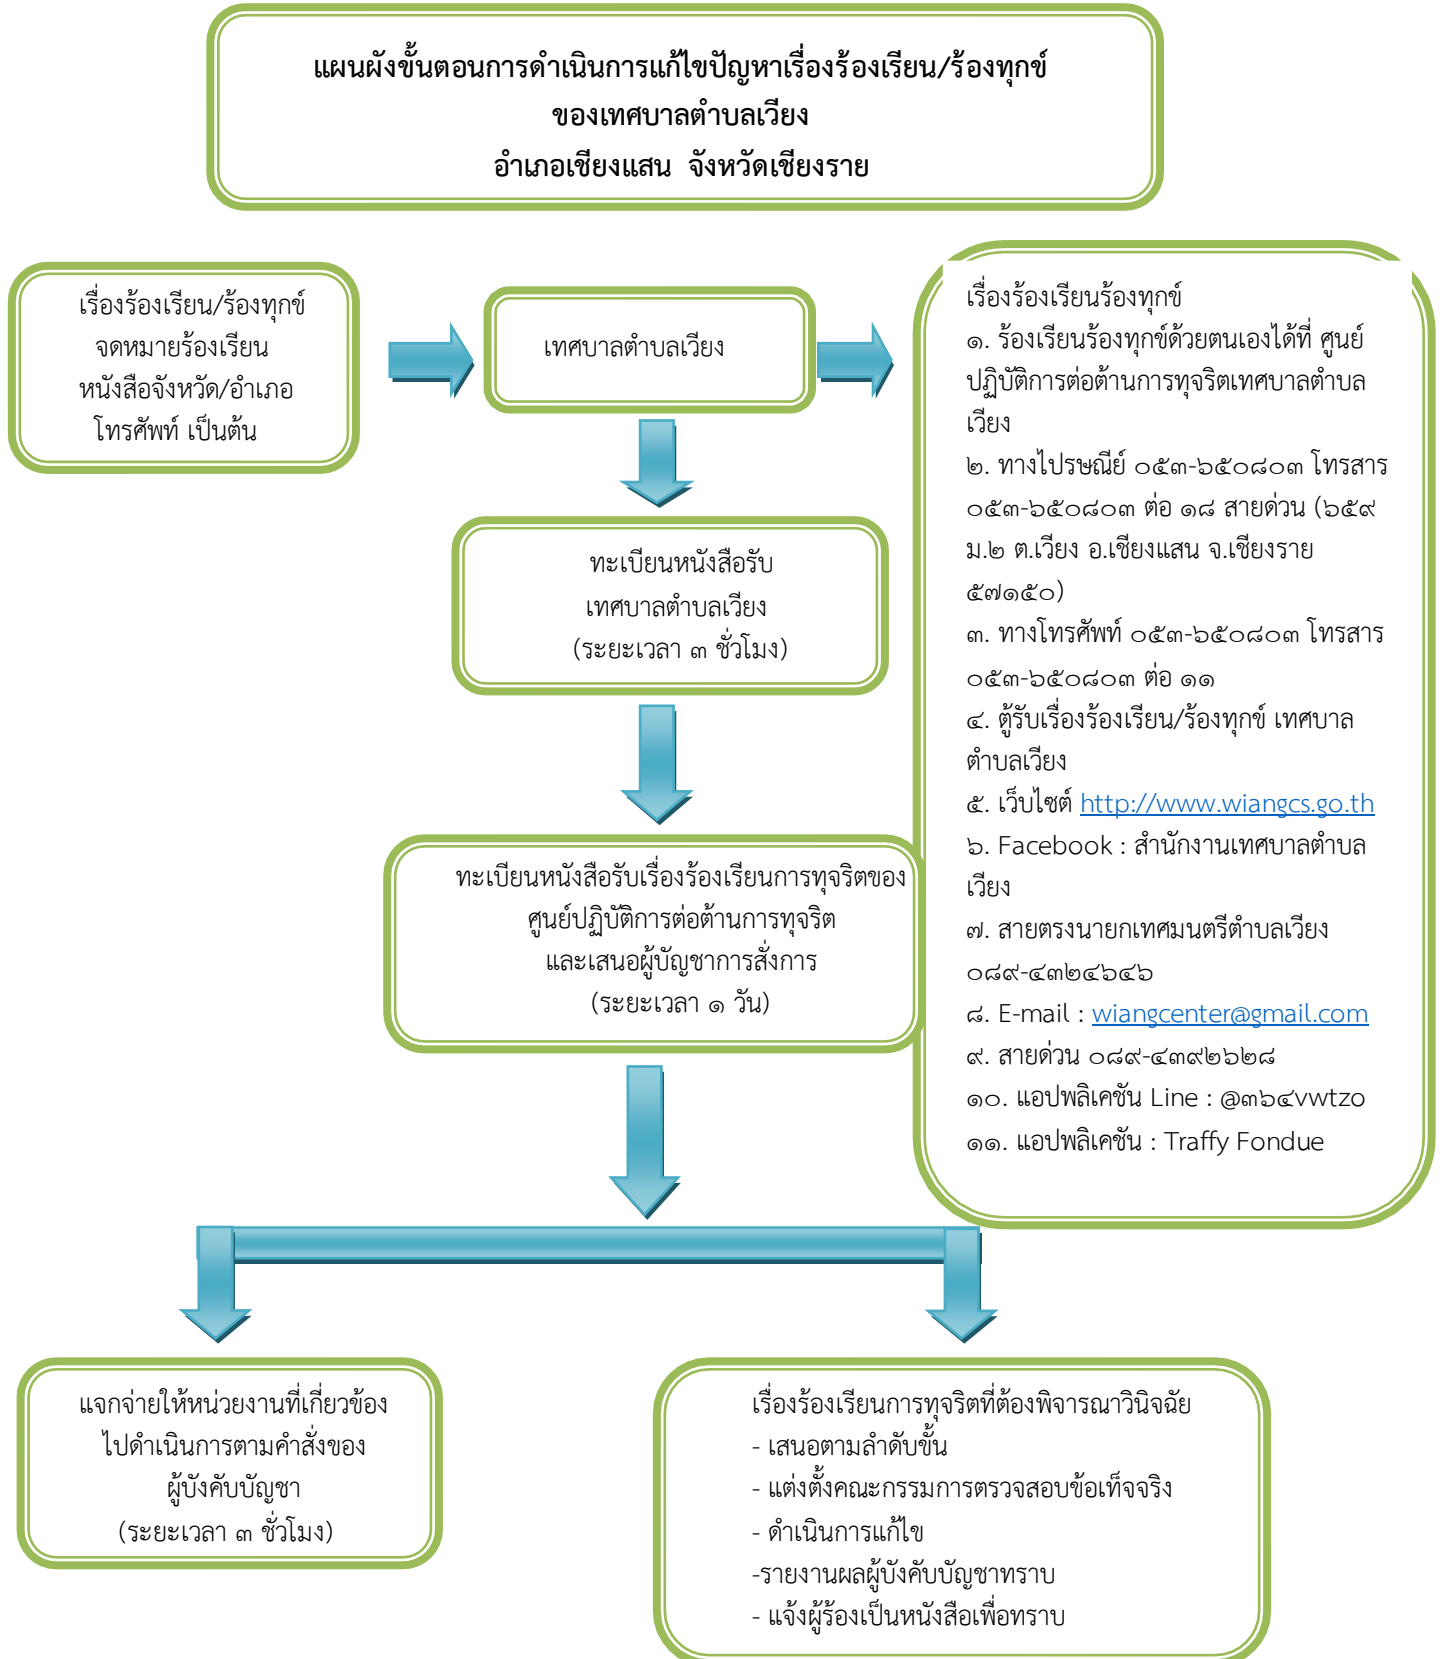 แผนผังขั้นตอนการดำเนินการแก้ไขปัญหาเรื่องร้องเรียน/ร้องทุกข์
ของเทศบาลตำบลเวียง
อำเภอเชียงแสน จังหวัดเชียงราย
เรื่องร้องเรียน/ร้องทุกข์
จดหมายร้องเรียน
หนังสือจังหวัด/อำเภอ
โทรศัพท์ เป็นต้น
เทศบาลตำบลเวียง
เรื่องร้องเรียนร้องทุกข์
๑. ร้องเรียนร้องทุกข์ด้วยตนเองได้ที่ ศูนย์
ปฏิบัติการต่อต้านการทุจริตเทศบาลตำบล
เวียง
๒. ทางไปรษณีย์ ๐๕๓-๖๕๐๘๐๓ โทรสาร
๐๕๓-๖๕๐๘๐๓ ต่อ ๑๘ สายด่วน (๖๕๙
ม.๒ ต.เวียง อ.เชียงแสน จ.เชียงราย
๕๗๑๕๐)
๓. ทางโทรศัพท์ ๐๕๓-๖๕๐๘๐๓ โทรสาร
๐๕๓-๖๕๐๘๐๓ ต่อ ๑๑
๔. ตู้รับเรื่องร้องเรียน/ร้องทุกข์ เทศบาล
ตำบลเวียง
๕. เว็บไซต์ http://www.wiangcs.go.th
๖. Facebook : สำนักงานเทศบาลตำบล
เวียง
๗. สายตรงนายกเทศมนตรีตำบลเวียง
๐๘๙-๔๓๒๔๖๔๖
๘. E-mail : wiangcenter@gmail.com
๙. สายด่วน ๐๘๙-๔๓๙๒๖๒๘
๑๐. แอปพลิเคชัน Line : @๓๖๔vwtzo
๑๑. แอปพลิเคชัน : Traffy Fondue
ทะเบียนหนังสือรับ
เทศบาลตำบลเวียง
(ระยะเวลา ๓ ชั่วโมง)
ทะเบียนหนังสือรับเรื่องร้องเรียนการทุจริตของ
ศูนย์ปฏิบัติการต่อต้านการทุจริต
และเสนอผู้บัญชาการสั่งการ
(ระยะเวลา ๑ วัน)
แจกจ่ายให้หน่วยงานที่เกี่ยวข้อง
ไปดำเนินการตามคำสั่งของ
ผู้บังคับบัญชา
(ระยะเวลา ๓ ชั่วโมง)
เรื่องร้องเรียนการทุจริตที่ต้องพิจารณาวินิจฉัย
- เสนอตามลำดับขั้น
- แต่งตั้งคณะกรรมการตรวจสอบข้อเท็จจริง
- ดำเนินการแก้ไข
-รายงานผลผู้บังคับบัญชาทราบ
- แจ้งผู้ร้องเป็นหนังสือเพื่อทราบ